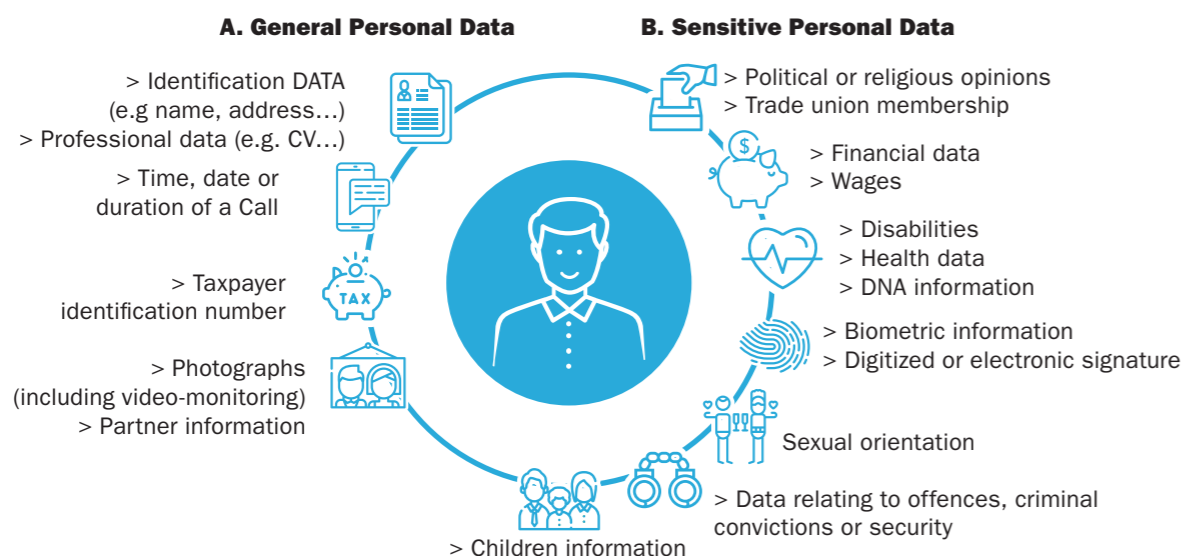 A. General Personal Data
> Identification DATA
(e.g name, address...)
> Professional data (e.g. CV...)
> Time, date or
duration of a Call
> Taxpayer
identification number
TAX
> Photographs
(including video-monitoring)
> Partner information
> Children information
B. Sensitive Personal Data
> Political or religious opinions
> Trade union membership
$
> Financial data
> Wages
> Disabilities
> Health data
> DNA information
> Biometric information
> Digitized or electronic signature
Sexual orientation
> Data relating to offences, criminal
convictions or security